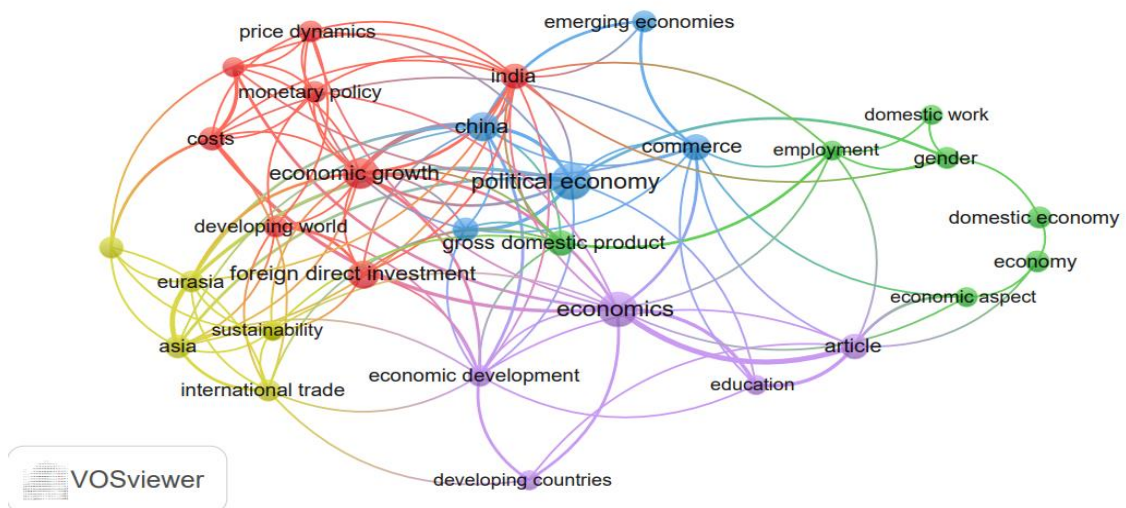 emerging economies
price dynamics
india
monetary policy
domestic work
china
costs
commerce
employment
gender
economic growth
political economy
domestic economy
developing world
gross domestic product
economy
foreign direct investment
eurasia
economic aspect
economics
sustainability
asia
article
economic development
education
international trade
developing countries
VOSviewer